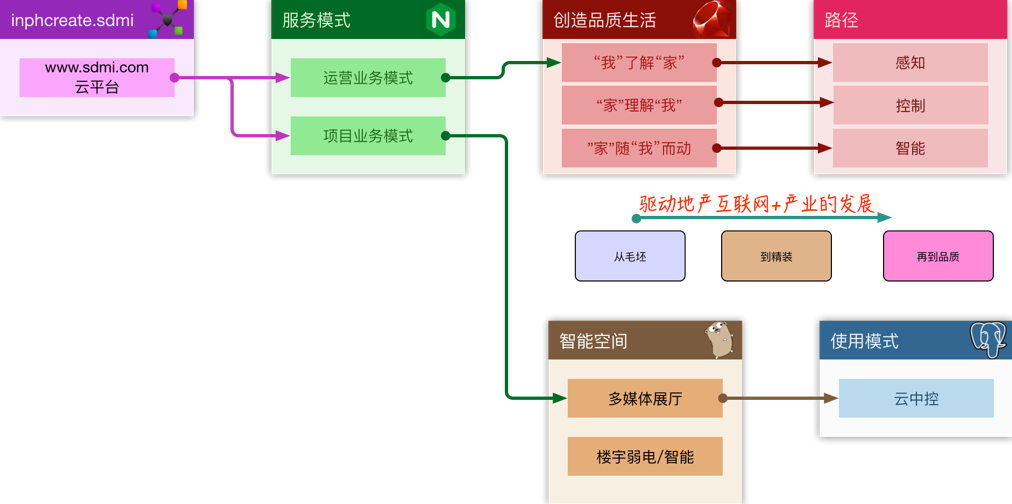 inphcreate.sdmi
www.sdmi.com
云平台
服务模式
N
运营业务模式
项目业务模式
创造品质生活
“我”了解“家”
“家”理解“我”
”家”随“我”而动
路径
感知
控制
智能
驱动地产互联网+产业的发展
从毛坯
到精装
再到品质
智能空间
多媒体展厅
楼宇弱电/智能
使用模式
云中控